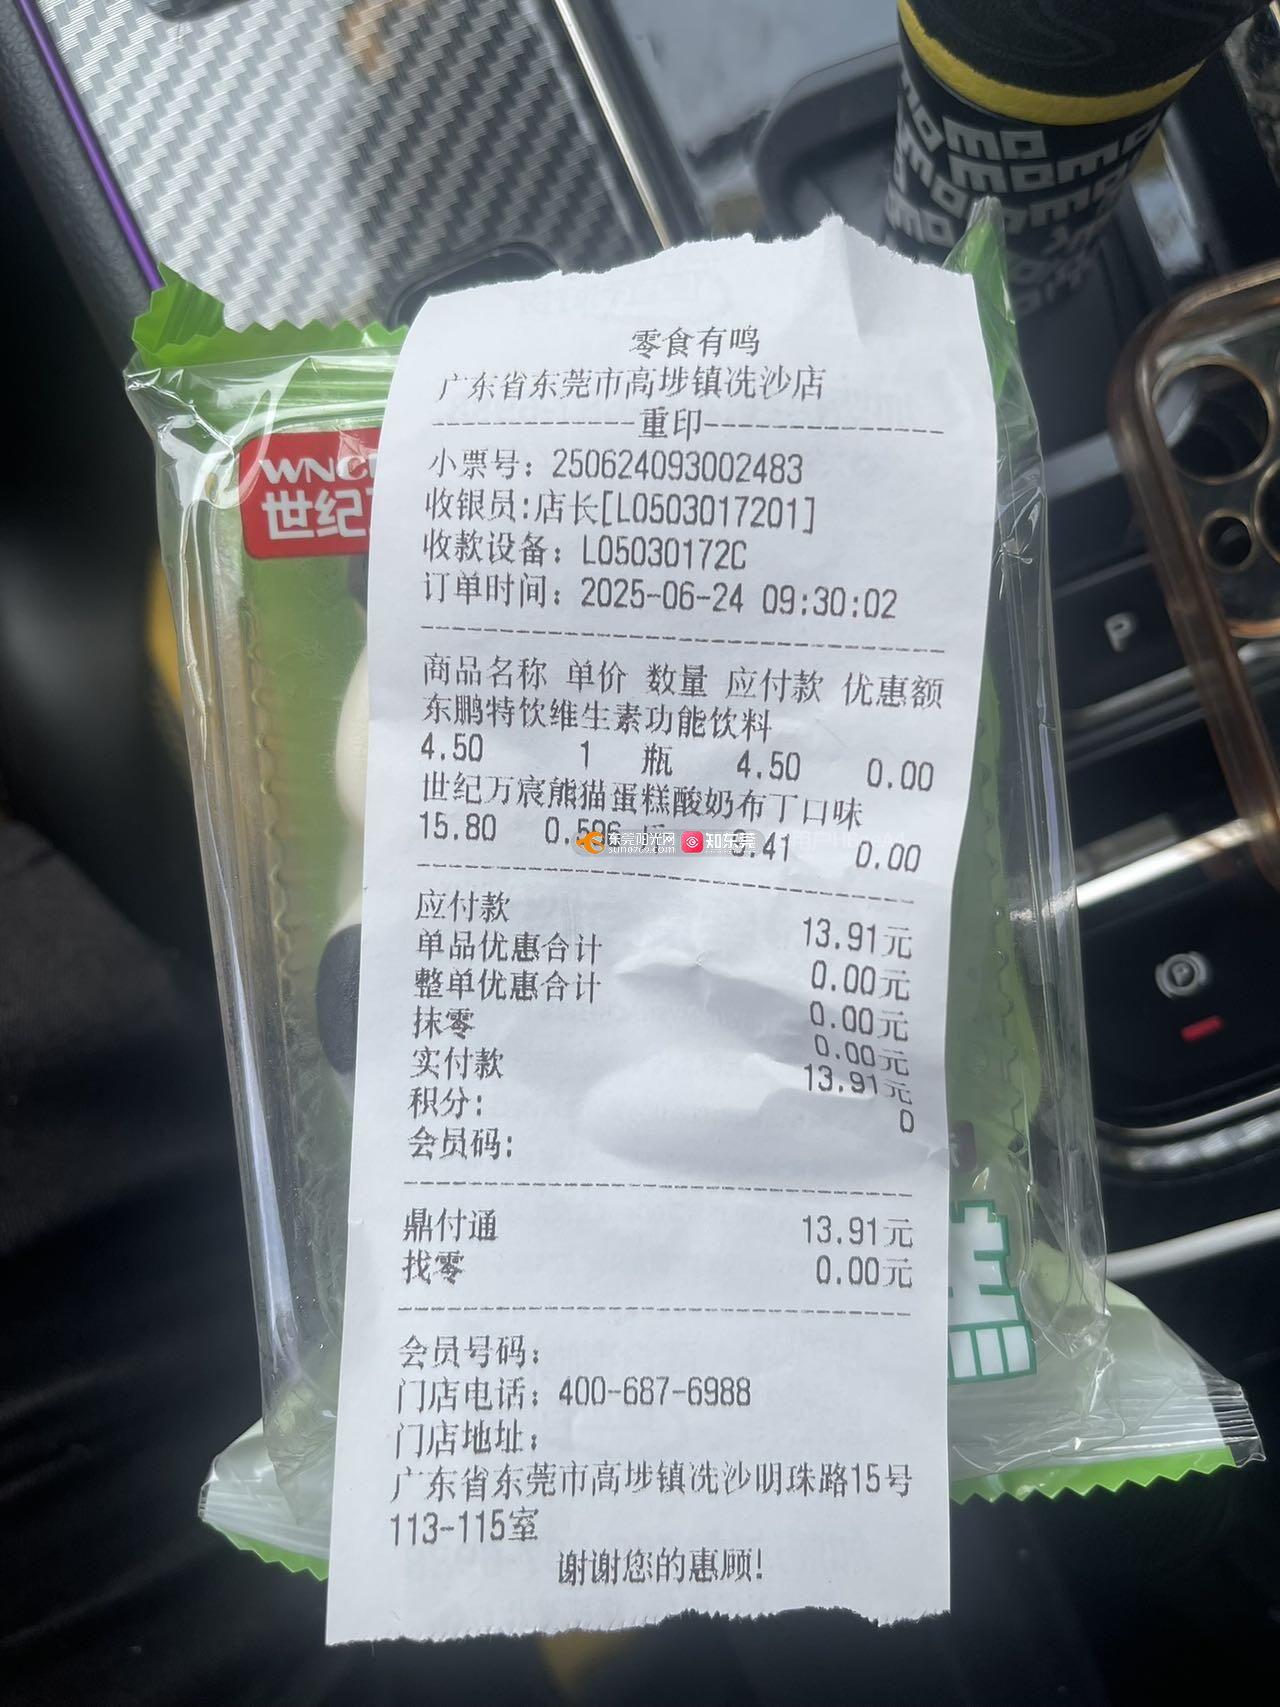 momo
零食有鸣
广东省东莞市高埗镇冼沙店
重印
WNC
世纪
小票号：250624093002483
收银员:店长[L0503017201]
收款设备：L05030172C
订单时间：2025-06-24 09:30:02
商品名称 单价 数量 应付款 优惠额
东鹏特饮维生素功能饮料
4.50 1 瓶 4.50 0.00
世纪万宸熊猫蛋糕酸奶布丁口味
15.80 0.596 9.41 0.00
东莞阳光网 知东莞
sun0769.com
应付款 13.91元
单品优惠合计 0.00元
整单优惠合计 0.00元
抹零 0.00元
实付款 13.91元
积分: 0
会员码:
鼎付通 13.91元
找零 0.00元
会员号码：
门店电话：400-687-6988
门店地址：
广东省东莞市高埗镇冼沙明珠路15号
113-115室
谢谢您的惠顾!
P
P